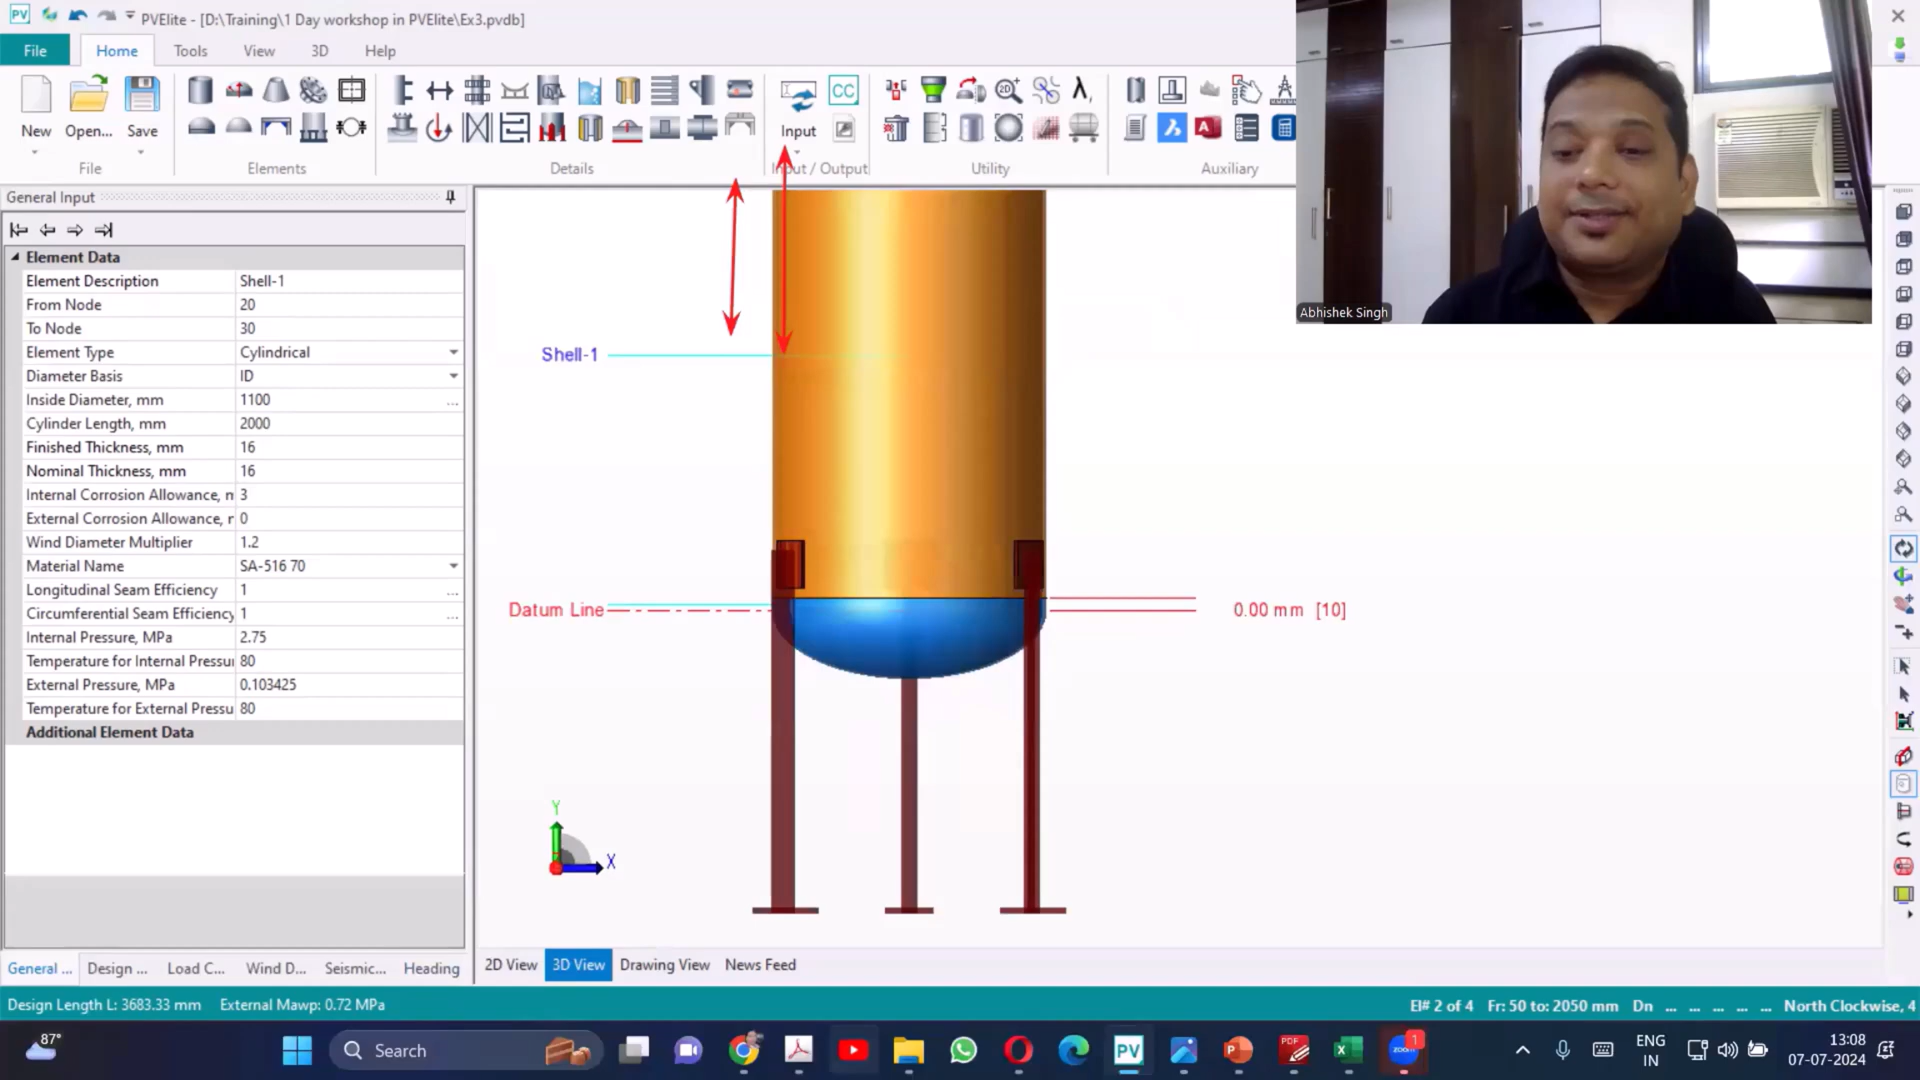 PV PVElite - [D:\Training\1 Day workshop in PVElite\Ex3.pvdb]
File Home Tools View 3D Help
New Open... Save Input CC
File Elements Details Input / Output Utility Auxiliary
Abhishek Singh
General Input
Element Data
Element Description Shell-1
From Node 20
To Node 30
Element Type Cylindrical
Diameter Basis ID
Inside Diameter, mm 1100 ...
Cylinder Length, mm 2000
Finished Thickness, mm 16
Nominal Thickness, mm 16
Internal Corrosion Allowance, n 3
External Corrosion Allowance, r 0
Wind Diameter Multiplier 1.2
Material Name SA-516 70
Longitudinal Seam Efficiency 1 ...
Circumferential Seam Efficiency 1 ...
Internal Pressure, MPa 2.75
Temperature for Internal Pressui 80
External Pressure, MPa 0.103425
Temperature for External Pressu 80
Additional Element Data
Shell-1
Datum Line
0.00 mm [10]
Y
X
General ... Design ... Load C... Wind D... Seismic... Heading
2D View 3D View Drawing View News Feed
Design Length L: 3683.33 mm External Mawp: 0.72 MPa
El# 2 of 4 Fr: 50 to: 2050 mm Dn ... ... ... ... ... North Clockwise, 4
87°
Search
PV
PDF
zoom
1
ENG
IN
13:08
07-07-2024